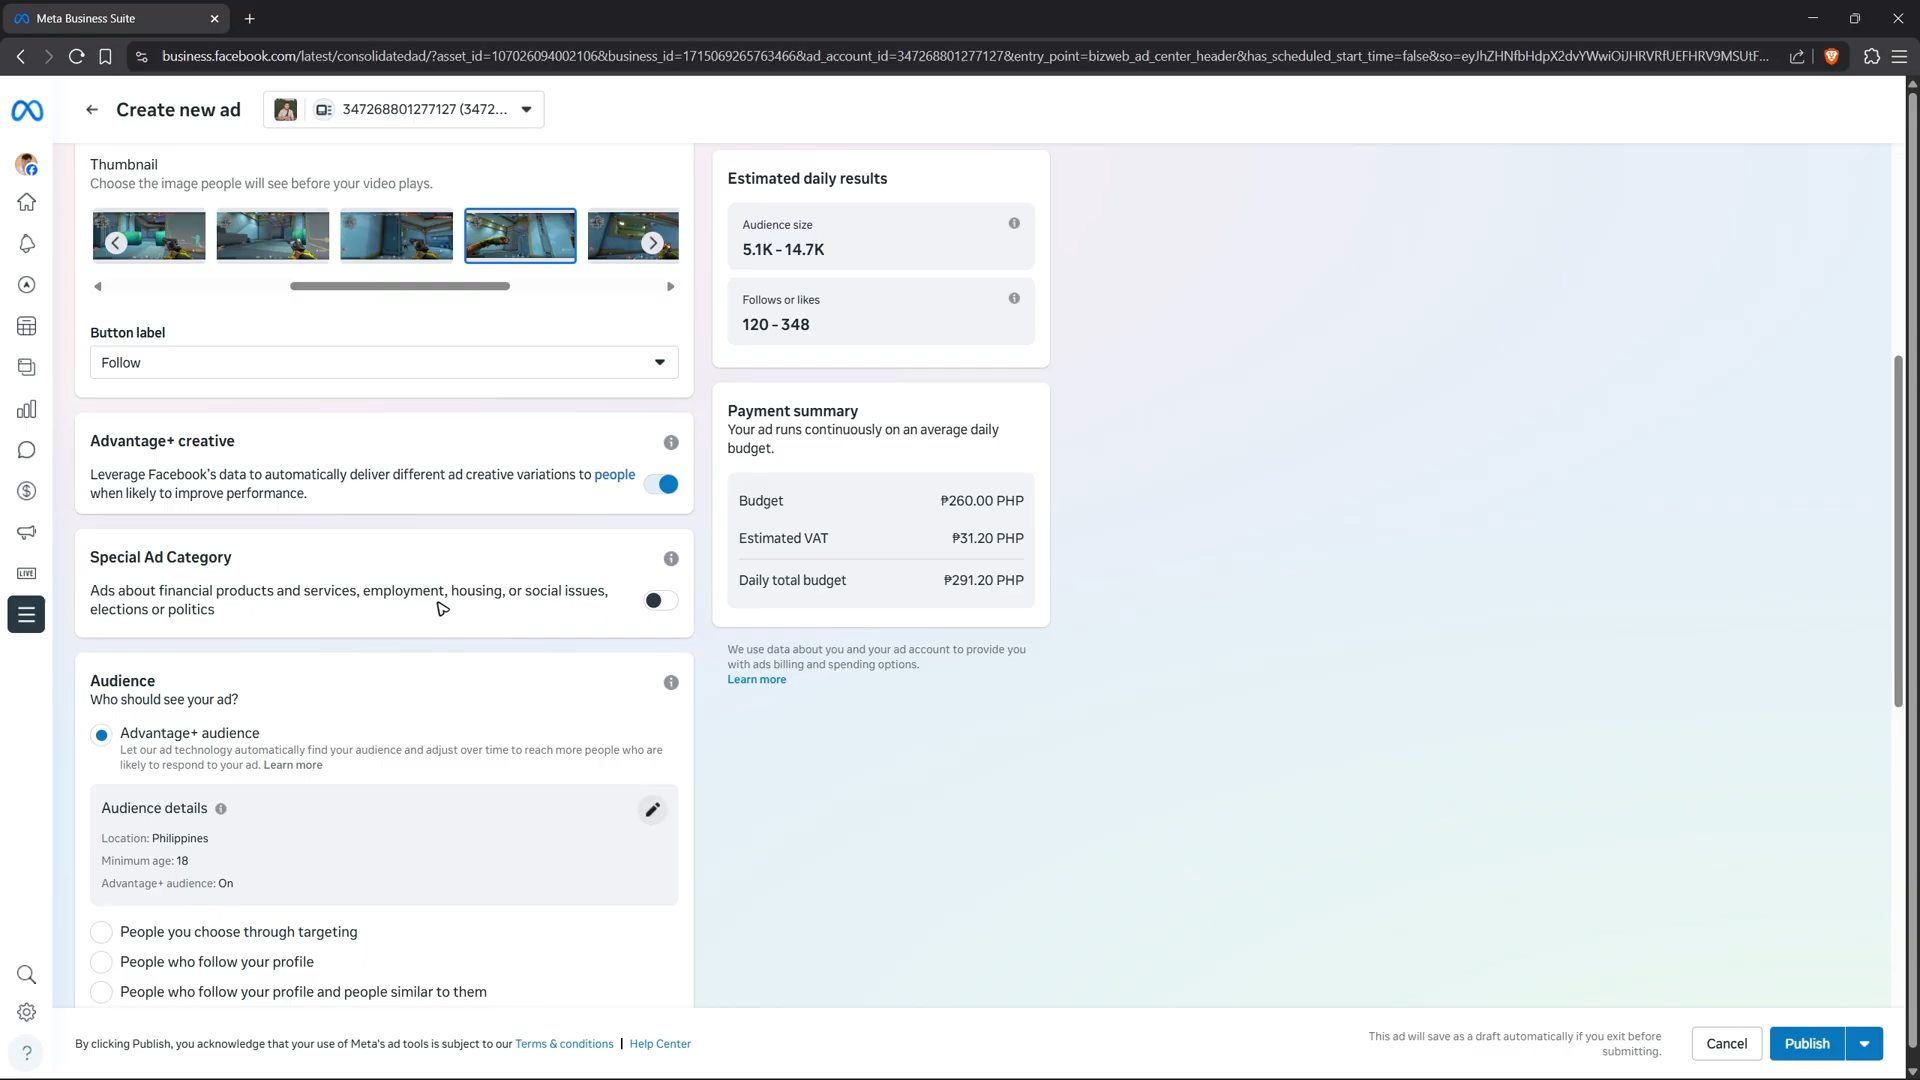 Meta Business Suite
business.facebook.com/latest/consolidatedad/?asset_id=107026094002106&business_id=1715069265763466&ad_account_id=347268801277127&entry_point=bizweb_ad_center_header&has_scheduled_start_time=false&so=eyJhZHNfbHdpX2dvYWwiOiJHRVRfUEFHRV9MSUtF...
Create new ad
347268801277127 (3472...
Thumbnail
Choose the image people will see before your video plays.
Button label
Follow
Advantage+ creative
Leverage Facebook's data to automatically deliver different ad creative variations to people
when likely to improve performance.
Special Ad Category
Ads about financial products and services, employment, housing, or social issues,
elections or politics
Audience
Who should see your ad?
Advantage+ audience
Let our ad technology automatically find your audience and adjust over time to reach more people who are
likely to respond to your ad. Learn more
Audience details
Location: Philippines
Minimum age: 18
Advantage+ audience: On
People you choose through targeting
People who follow your profile
People who follow your profile and people similar to them
Estimated daily results
Audience size
5.1K - 14.7K
Follows or likes
120 - 348
Payment summary
Your ad runs continuously on an average daily
budget.
Budget ₱260.00 PHP
Estimated VAT ₱31.20 PHP
Daily total budget ₱291.20 PHP
We use data about you and your ad account to provide you
with ads billing and spending options.
Learn more
LIVE
By clicking Publish, you acknowledge that your use of Meta's ad tools is subject to our Terms & conditions | Help Center
This ad will save as a draft automatically if you exit before
submitting.
Cancel
Publish